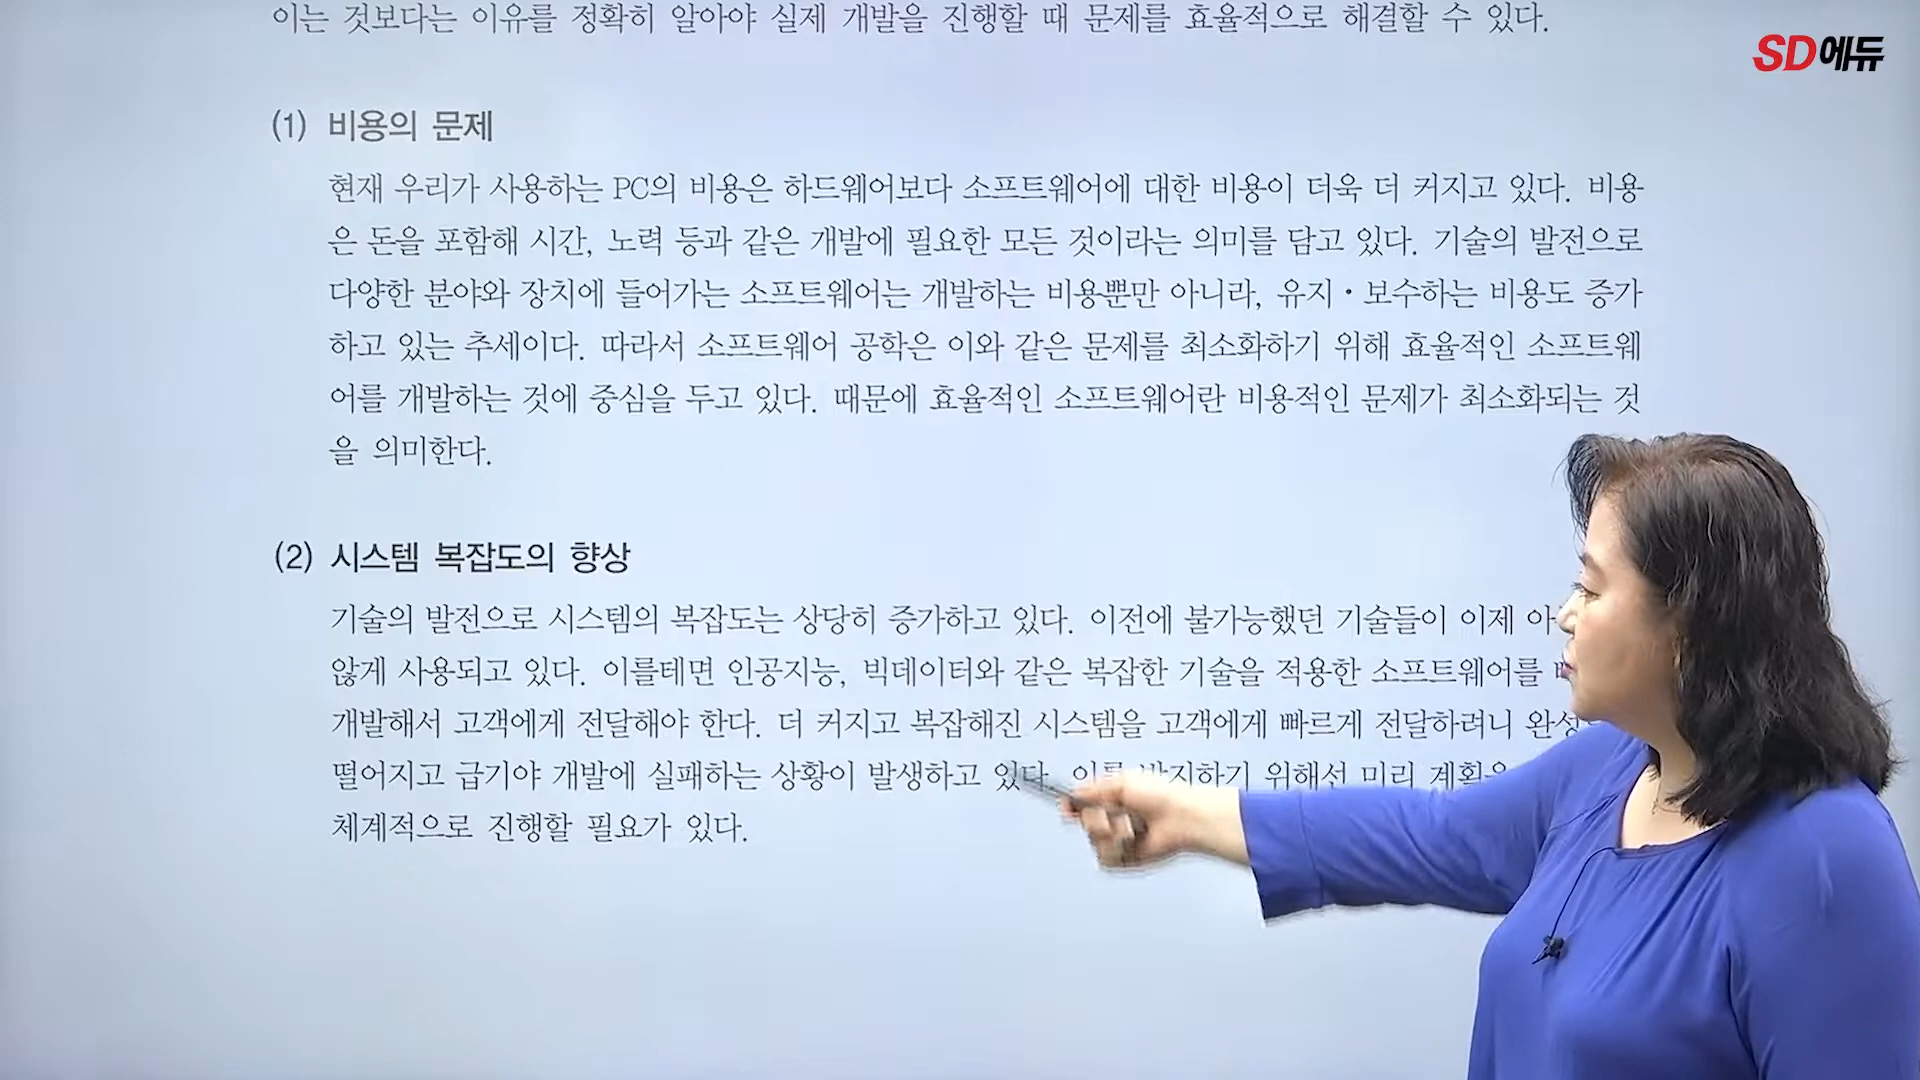 이는 것보다는 이유를 정확히 알아야 실제 개발을 진행할 때 문제를 효율적으로 해결할 수 있다.
SD에듀
(1) 비용의 문제
현재 우리가 사용하는 PC의 비용은 하드웨어보다 소프트웨어에 대한 비용이 더욱 더 커지고 있다. 비용
은 돈을 포함해 시간, 노력 등과 같은 개발에 필요한 모든 것이라는 의미를 담고 있다. 기술의 발전으로
다양한 분야와 장치에 들어가는 소프트웨어는 개발하는 비용뿐만 아니라, 유지・보수하는 비용도 증가
하고 있는 추세이다. 따라서 소프트웨어 공학은 이와 같은 문제를 최소화하기 위해 효율적인 소프트웨
어를 개발하는 것에 중심을 두고 있다. 때문에 효율적인 소프트웨어란 비용적인 문제가 최소화되는 것
을 의미한다.
(2) 시스템 복잡도의 향상
기술의 발전으로 시스템의 복잡도는 상당히 증가하고 있다. 이전에 불가능했던 기술들이 이제
않게 사용되고 있다. 이를테면 인공지능, 빅데이터와 같은 복잡한 기술을 적용한 소프트웨어를
개발해서 고객에게 전달해야 한다. 더 커지고 복잡해진 시스템을 고객에게 빠르게 전달하려니
떨어지고 급기야 개발에 실패하는 상황이 발생하고 있다. 이를 방지하기 위해선 미리
체계적으로 진행할 필요가 있다.